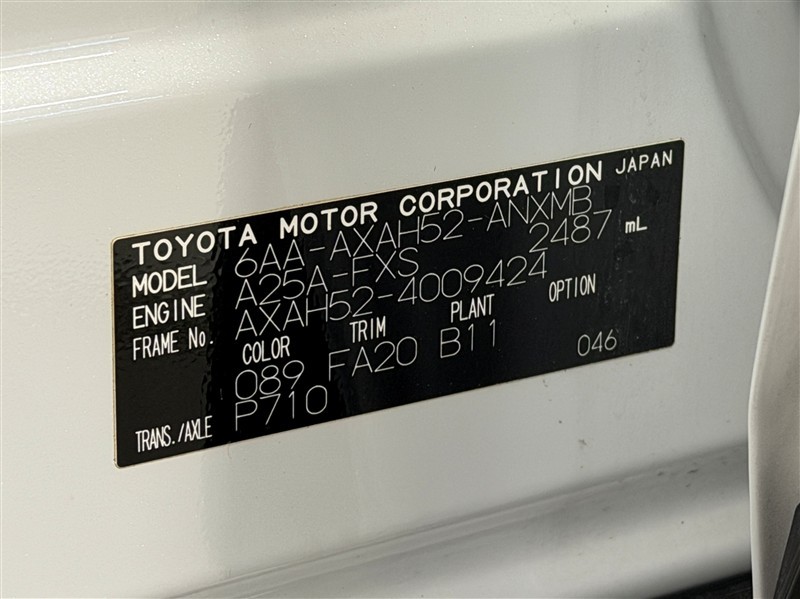 TOYOTA MOTOR CORPORATION JAPAN
MODEL 6AA-AXAH52-ANXMB
ENGINE A25A-FXS 2487 mL
FRAME No. AXAH52-4009424
COLOR TRIM PLANT OPTION
089 FA20 B11 046
TRANS./AXLE P710